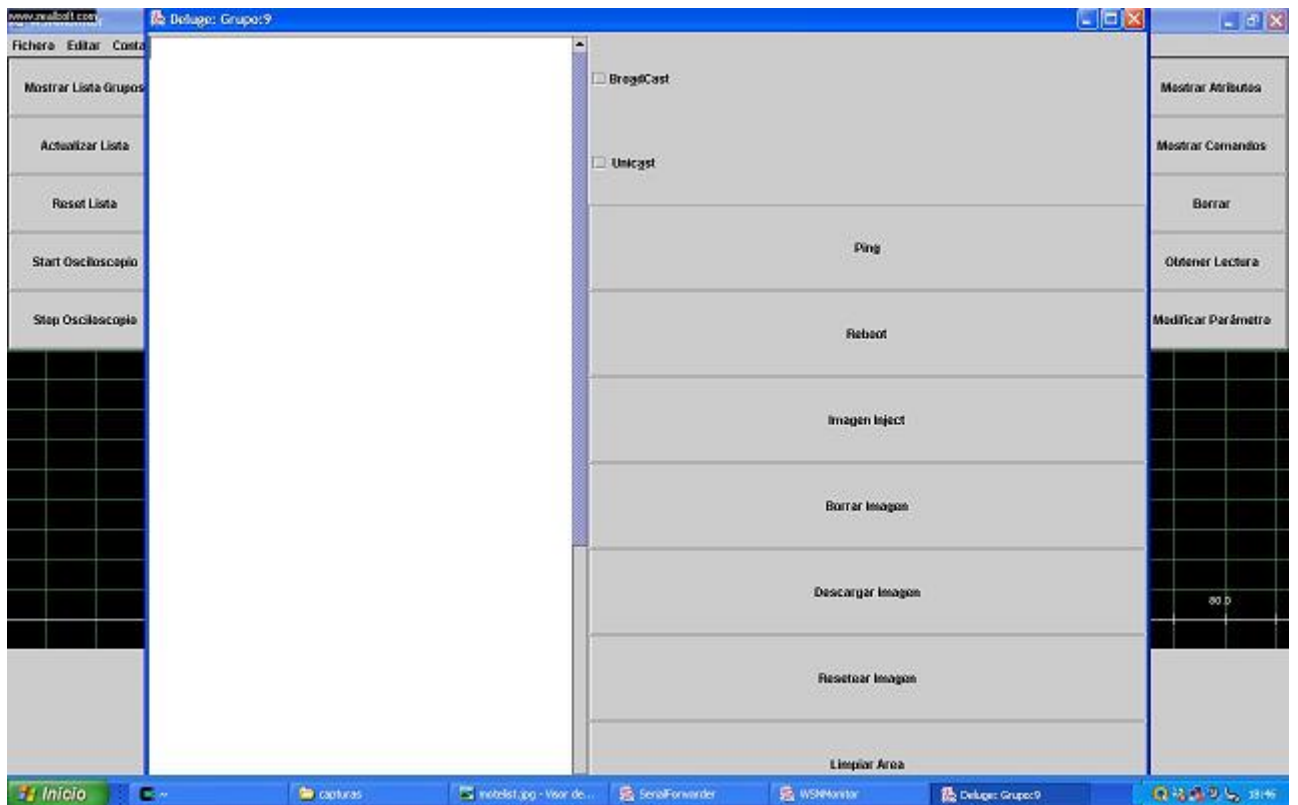 www.realsoft.com
Deluge: Grupo:9
Fichero Editar
Mostrar Lista Grupos
Actualizar Lista
Reset Lista
Start Osciloscopio
Stop Osciloscopio
BroadCast
Unicast
Ping
Reboot
Imagen Inject
Borrar Imagen
Descargar Imagen
Resetear Imagen
Limpiar Area
Mostrar Atributos
Mostrar Comandos
Borrar
Obtener Lectura
Modificar Parámetro
80.0
Inicio
~
capturas
motelist.jpg - Visor de...
SerialForwarder
WSNMonitor
Deluge: Grupo:9
18:46